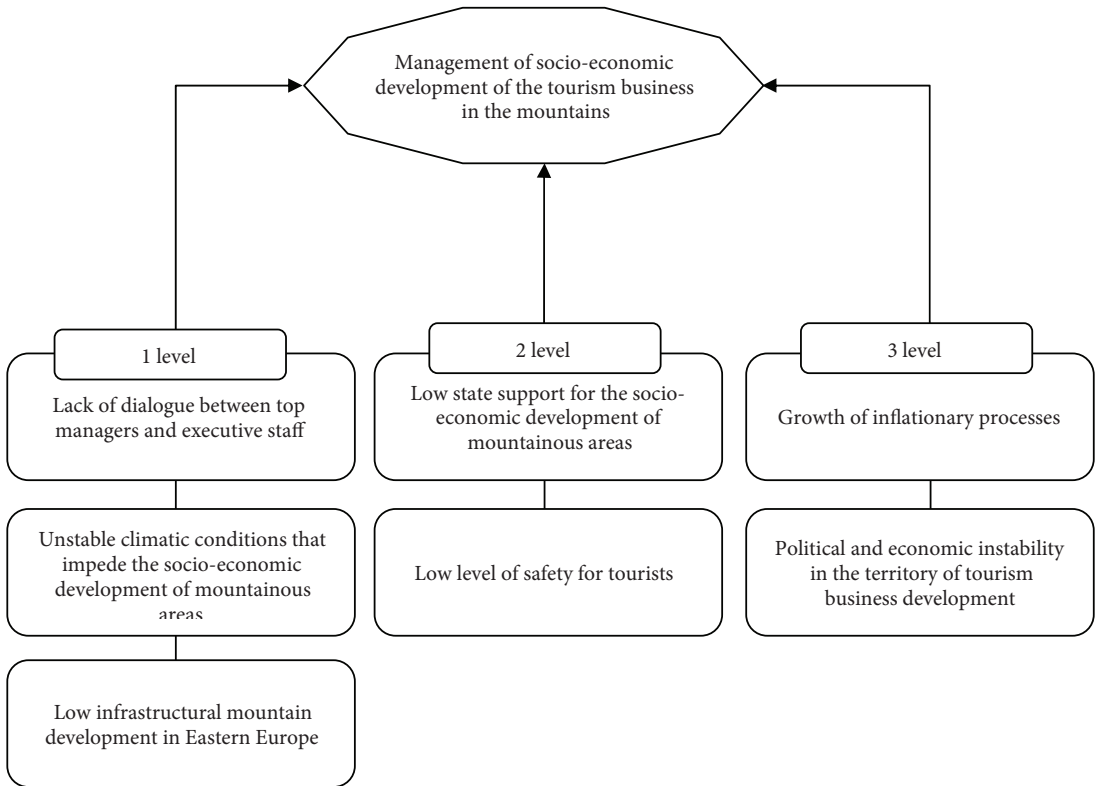 Management of socio-economic
development of the tourism business
in the mountains
1 level
Lack of dialogue between top
managers and executive staff
Unstable climatic conditions that
impede the socio-economic
development of mountainous
areas
Low infrastructural mountain
development in Eastern Europe
2 level
Low state support for the socio-
economic development of
mountainous areas
Low level of safety for tourists
3 level
Growth of inflationary processes
Political and economic instability
in the territory of tourism
business development